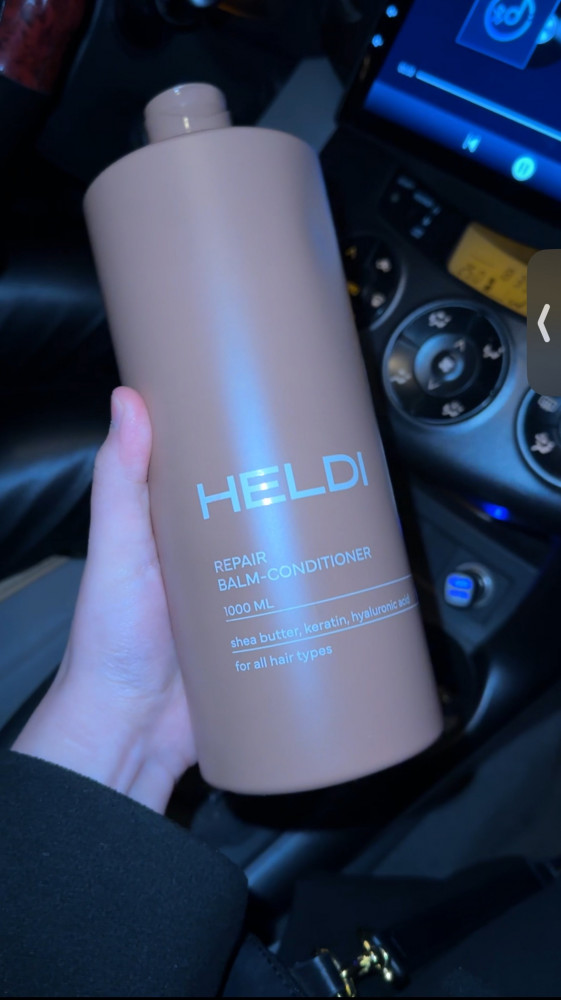 HELDI
REPAIR
BALM-CONDITIONER
1000 ML
shea butter, keratin, hyaluronic acid
for all hair types